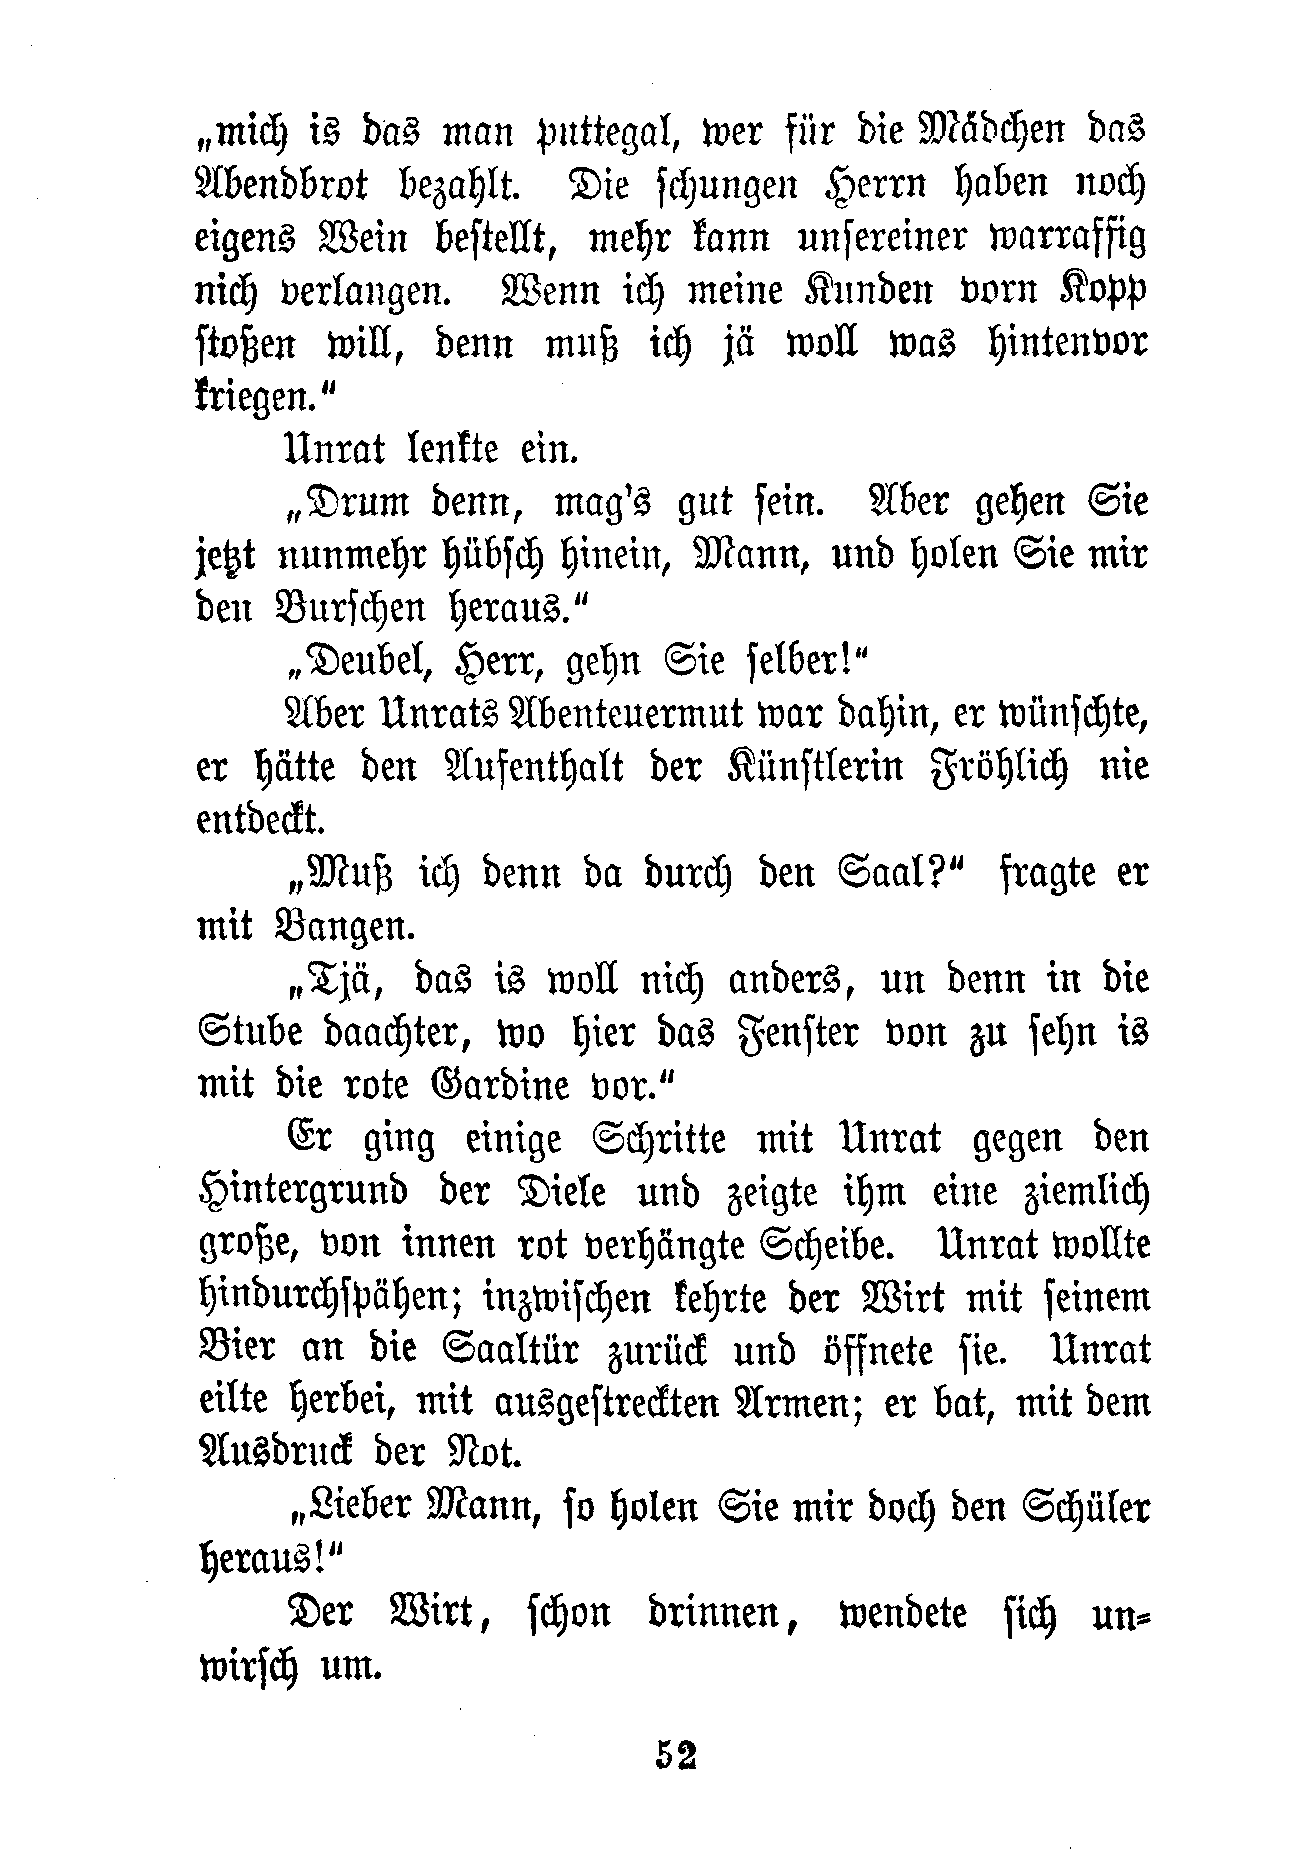 „mich is das man puttegal, wer für die Mädchen das
Abendbrot bezahlt. Die schungen Herrn haben noch
eigens Wein bestellt, mehr kann unsereiner warraffig
nich verlangen. Wenn ich meine Kunden vorn Kopp
stoßen will, denn muß ich jä woll was hintenvor
kriegen.“
Unrat lenkte ein.
„Drum denn, mag's gut sein. Aber gehen Sie
jetzt nunmehr hübsch hinein, Mann, und holen Sie mir
den Burschen heraus.“
„Deubel, Herr, gehn Sie selber!“
Aber Unrats Abenteuermut war dahin, er wünschte,
er hätte den Aufenthalt der Künstlerin Fröhlich nie
entdeckt.
„Muß ich denn da durch den Saal?“ fragte er
mit Bangen.
„Tjä, das is woll nich anders, un denn in die
Stube daachter, wo hier das Fenster von zu sehn is
mit die rote Gardine vor.“
Er ging einige Schritte mit Unrat gegen den
Hintergrund der Diele und zeigte ihm eine ziemlich
große, von innen rot verhängte Scheibe. Unrat wollte
hindurchspähen; inzwischen kehrte der Wirt mit seinem
Bier an die Saaltür zurück und öffnete sie. Unrat
eilte herbei, mit ausgestreckten Armen; er bat, mit dem
Ausdruck der Not.
„Lieber Mann, so holen Sie mir doch den Schüler
heraus!“
Der Wirt, schon drinnen, wendete sich un=
wirsch um.
52